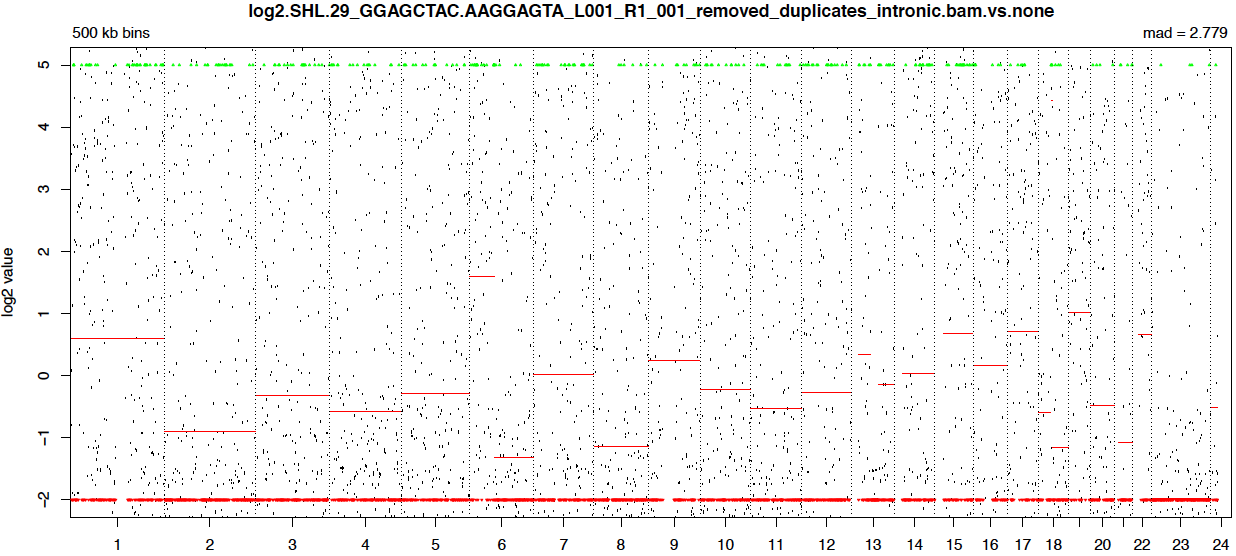 log2.SHL.29_GGAGCTAC.AAGGAGTA_L001_R1_001_removed_duplicates_intronic.bam.vs.none
500 kb bins
mad = 2.779
log2 value
5
4
3
2
1
0
−1
−2
1 2 3 4 5 6 7 8 9 10 11 12 13 14 15 16 17 18 20 22 23 24